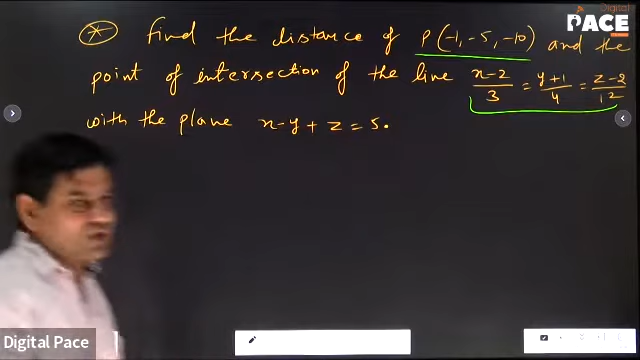 Digital
PACE
* Find the distance of P(-1, -5, -10) and the
point of intersection of the line x-2/3 = y+1/4 = z-2/12
with the plane x-y+z=5.
Digital Pace